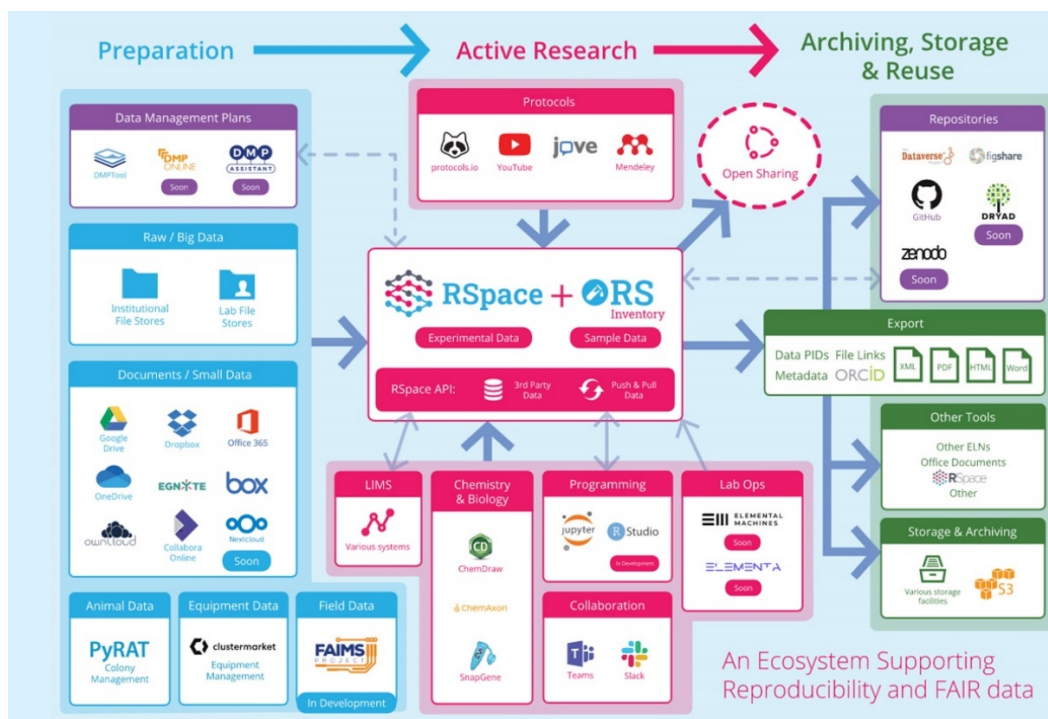 Preparation
Active Research
Archiving, Storage
& Reuse
Data Management Plans
DMPTool
DMP
ONLINE
Soon
DMP
ASSISTANT
Soon
Raw / Big Data
Institutional
File Stores
Lab File
Stores
Documents / Small Data
Google
Drive
Dropbox
Office 365
OneDrive
EGNYTE
box
ownCloud
Collabora
Online
Nextcloud
Soon
Animal Data
PyRAT
Colony
Management
Equipment Data
clustermarket
Equipment
Management
Field Data
FAIMS
PROJECT
In Development
Protocols
protocols.io
YouTube
jove
Mendeley
Open Sharing
RSpace + RS
Inventory
Experimental Data
Sample Data
RSpace API:
3rd Party
Data
Push & Pull
Data
LIMS
Various systems
Chemistry
& Biology
CD
ChemDraw
ChemAxon
SnapGene
Programming
jupyter
R Studio
In Development
Collaboration
Teams
Slack
Lab Ops
ELEMENTAL
MACHINES
Soon
ELEMENTA
Soon
Repositories
Dataverse
figshare
GitHub
DRYAD
Soon
zenodo
Soon
Export
Data PIDs File Links
Metadata ORCiD
XML
PDF
HTML
Word
Other Tools
Other ELNs
Office Documents
RSpace
Other
Storage & Archiving
Various storage
facilities
S3
An Ecosystem Supporting
Reproducibility and FAIR data